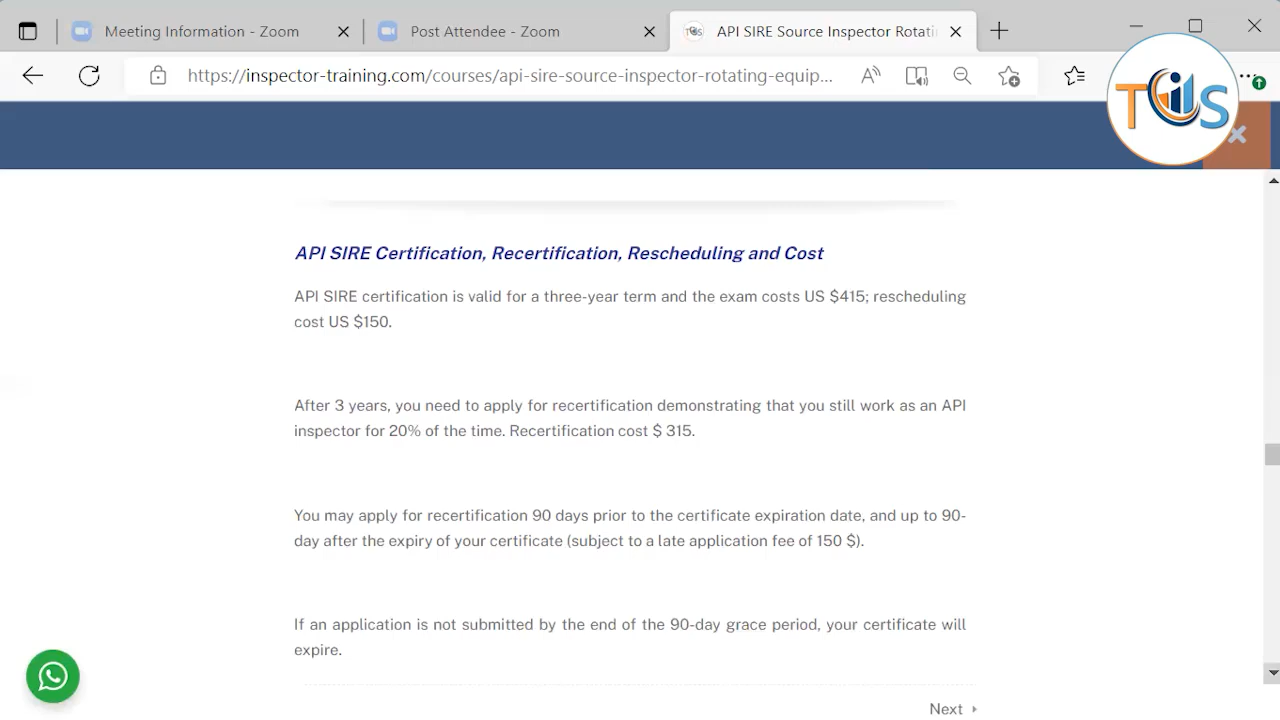 Meeting Information - Zoom
Post Attendee - Zoom
API SIRE Source Inspector Rotati
https://inspector-training.com/courses/api-sire-source-inspector-rotating-equip...
TIS
API SIRE Certification, Recertification, Rescheduling and Cost
API SIRE certification is valid for a three-year term and the exam costs US $415; rescheduling
cost US $150.
After 3 years, you need to apply for recertification demonstrating that you still work as an API
inspector for 20% of the time. Recertification cost $ 315.
You may apply for recertification 90 days prior to the certificate expiration date, and up to 90-
day after the expiry of your certificate (subject to a late application fee of 150 $).
If an application is not submitted by the end of the 90-day grace period, your certificate will
expire.
Next